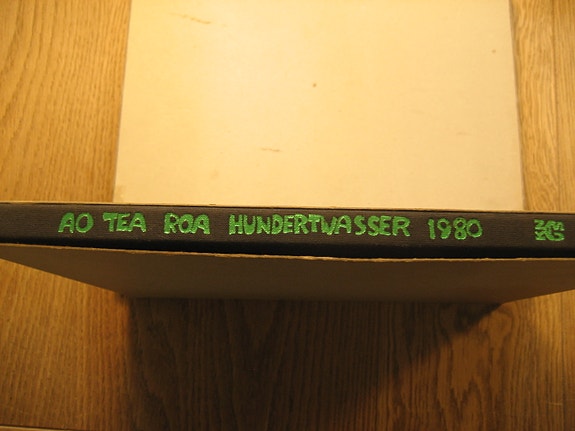 AO TEA ROA HUNDERTWASSER 1980